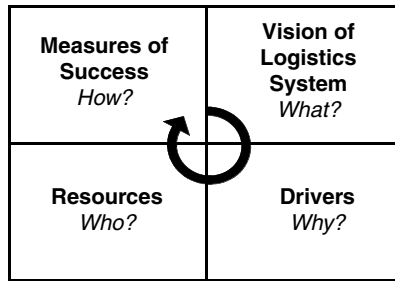 Measures of
Success
How?
Vision of
Logistics
System
What?
Resources
Who?
Drivers
Why?